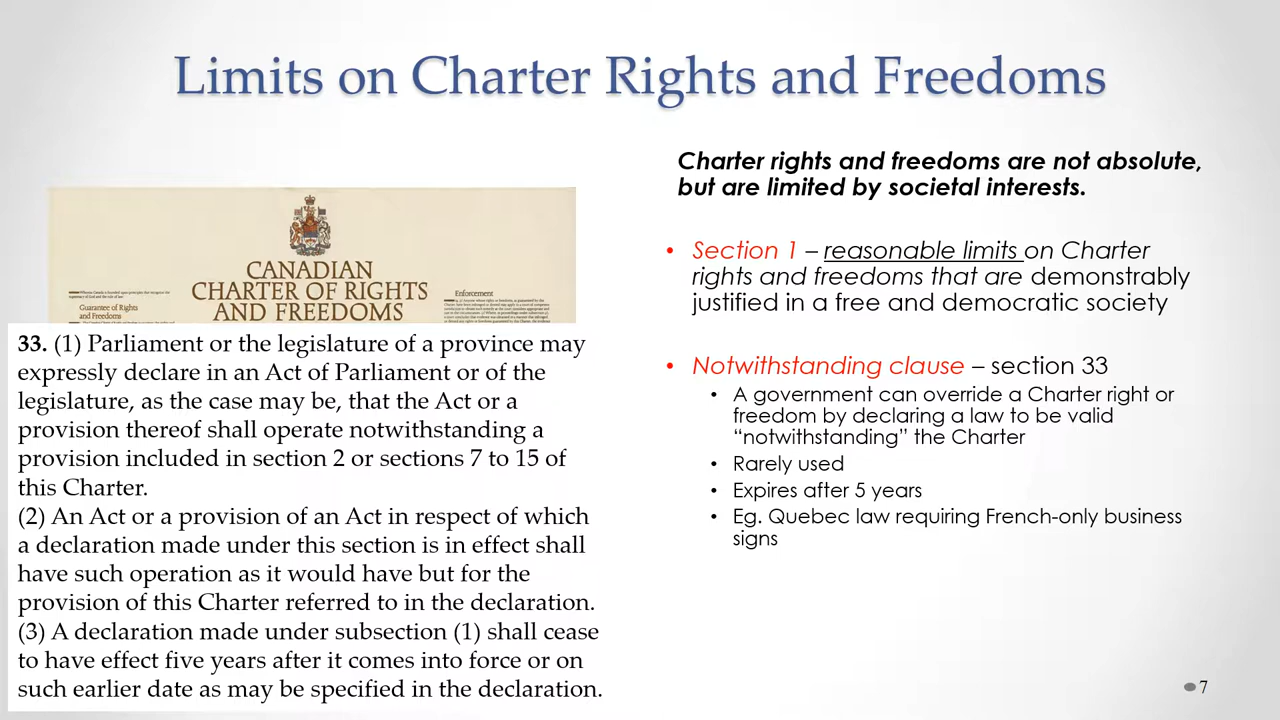 Limits on Charter Rights and Freedoms
CANADIAN
CHARTER OF RIGHTS
AND FREEDOMS
Guarantee of Rights
and Freedoms
Enforcement
33. (1) Parliament or the legislature of a province may
expressly declare in an Act of Parliament or of the
legislature, as the case may be, that the Act or a
provision thereof shall operate notwithstanding a
provision included in section 2 or sections 7 to 15 of
this Charter.
(2) An Act or a provision of an Act in respect of which
a declaration made under this section is in effect shall
have such operation as it would have but for the
provision of this Charter referred to in the declaration.
(3) A declaration made under subsection (1) shall cease
to have effect five years after it comes into force or on
such earlier date as may be specified in the declaration.
Charter rights and freedoms are not absolute,
but are limited by societal interests.
• Section 1 – reasonable limits on Charter
rights and freedoms that are demonstrably
justified in a free and democratic society
• Notwithstanding clause – section 33
• A government can override a Charter right or
freedom by declaring a law to be valid
“notwithstanding” the Charter
• Rarely used
• Expires after 5 years
• Eg. Quebec law requiring French-only business
signs
7